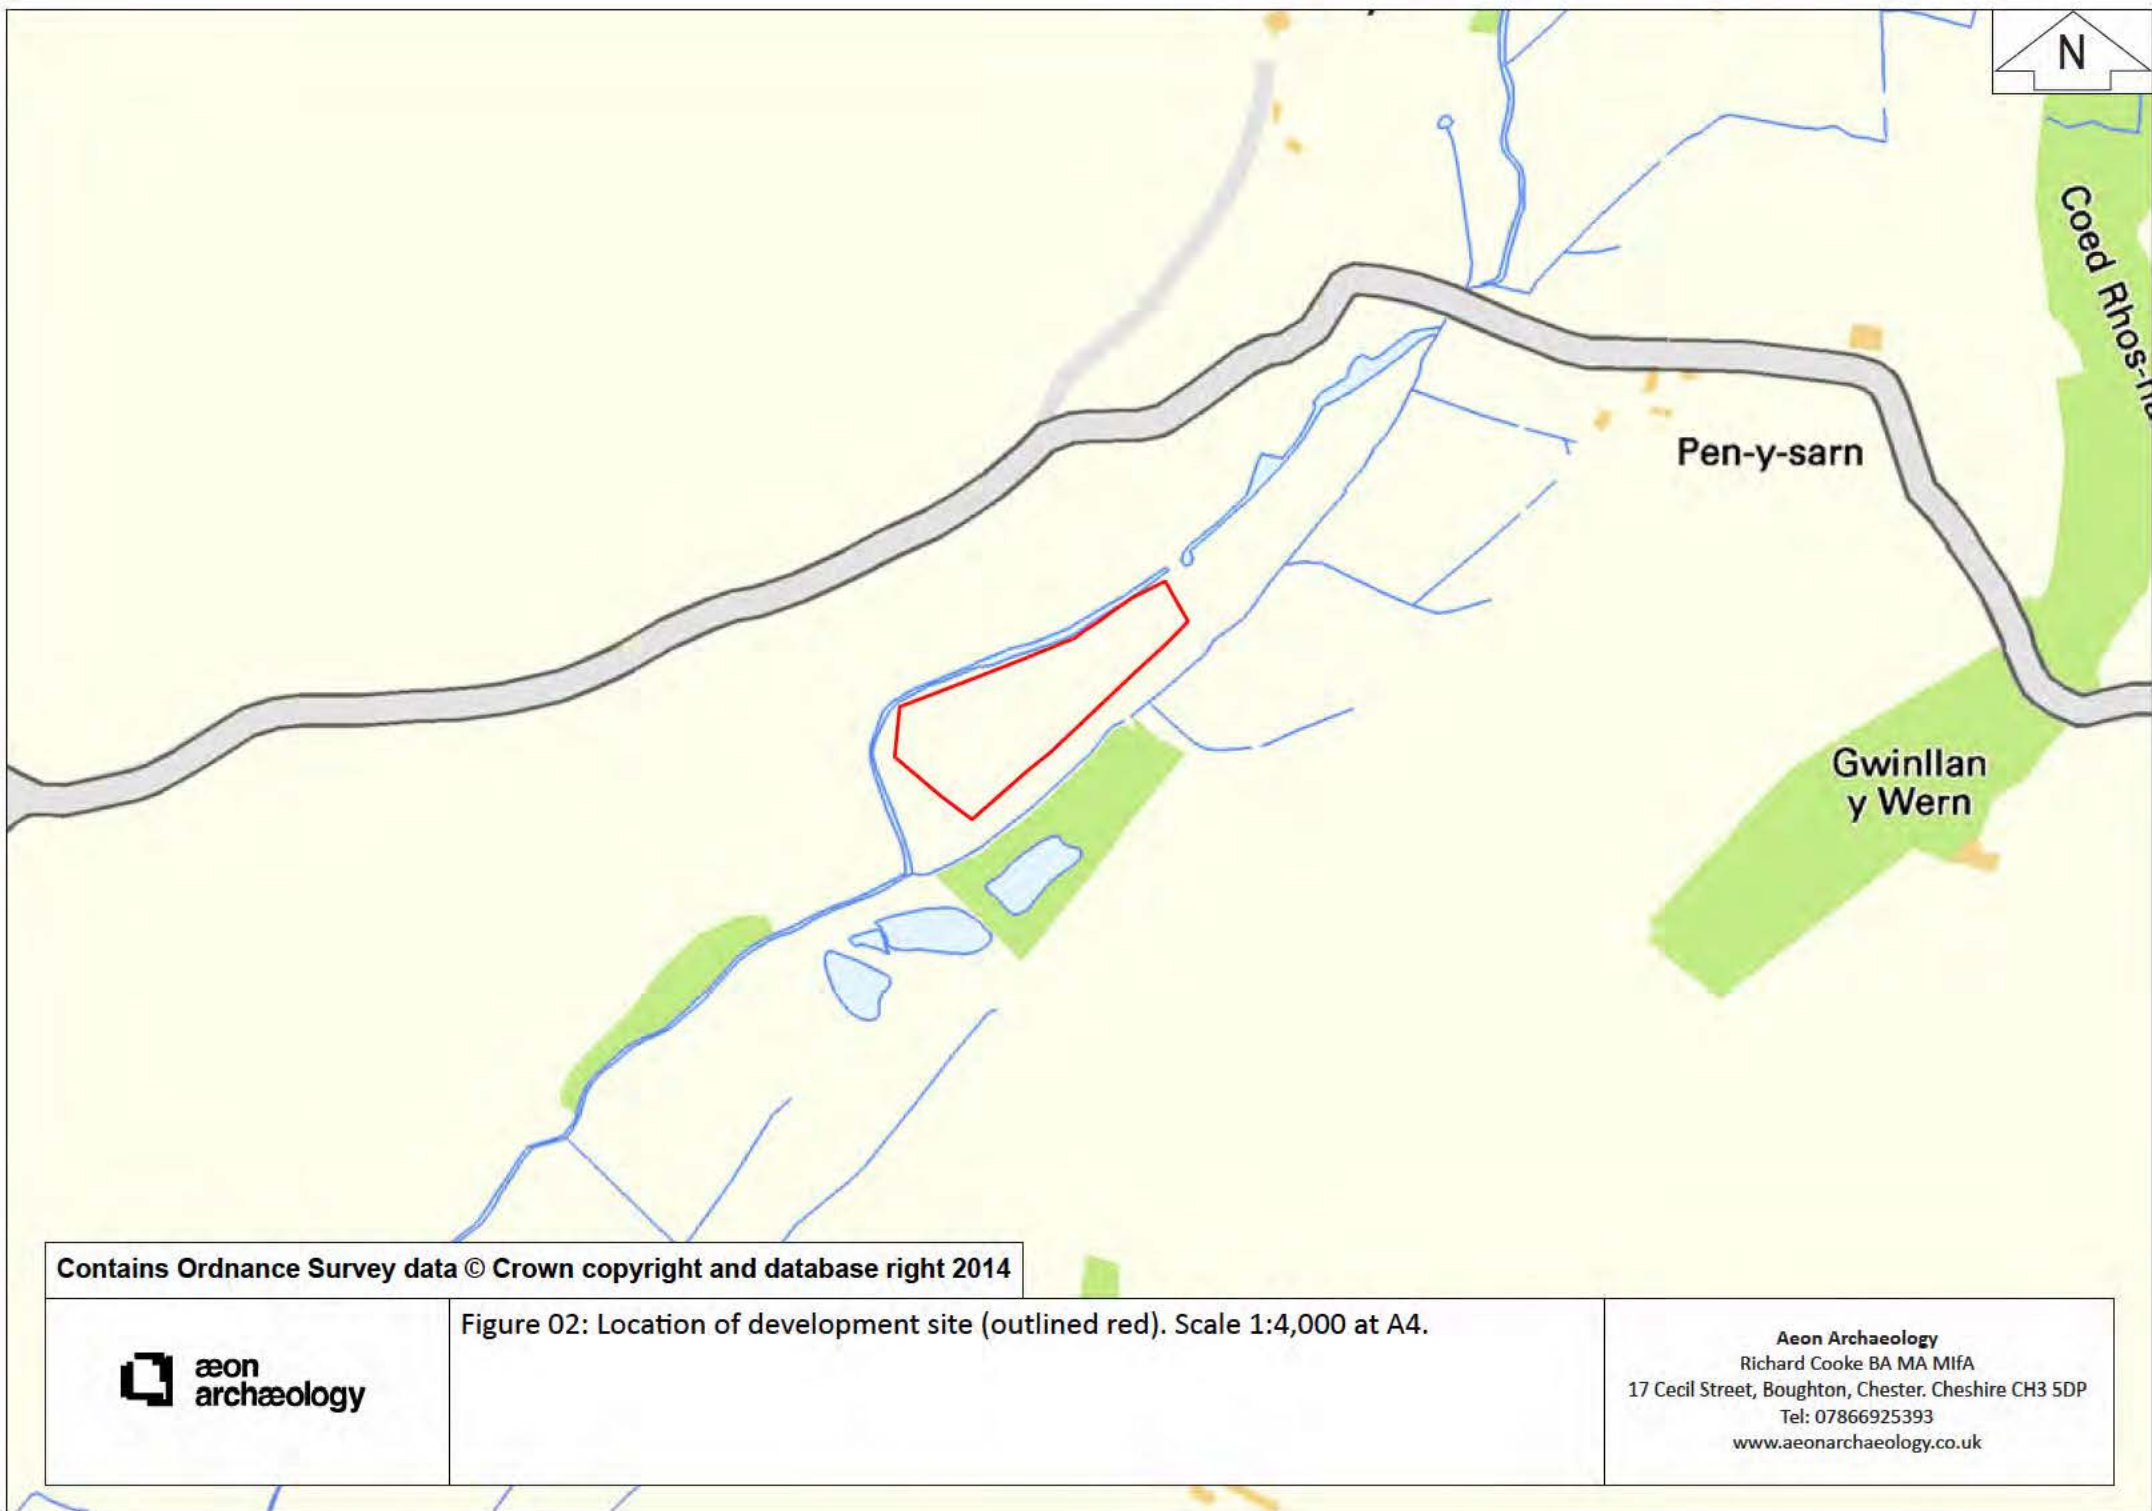 N
Coed Rhos-
Pen-y-sarn
Gwinllan
y Wern
Contains Ordnance Survey data © Crown copyright and database right 2014
æon
archæology
Figure 02: Location of development site (outlined red). Scale 1:4,000 at A4.
Aeon Archaeology
Richard Cooke BA MA MIfA
17 Cecil Street, Boughton, Chester. Cheshire CH3 5DP
Tel: 07866925393
www.aeonarchaeology.co.uk